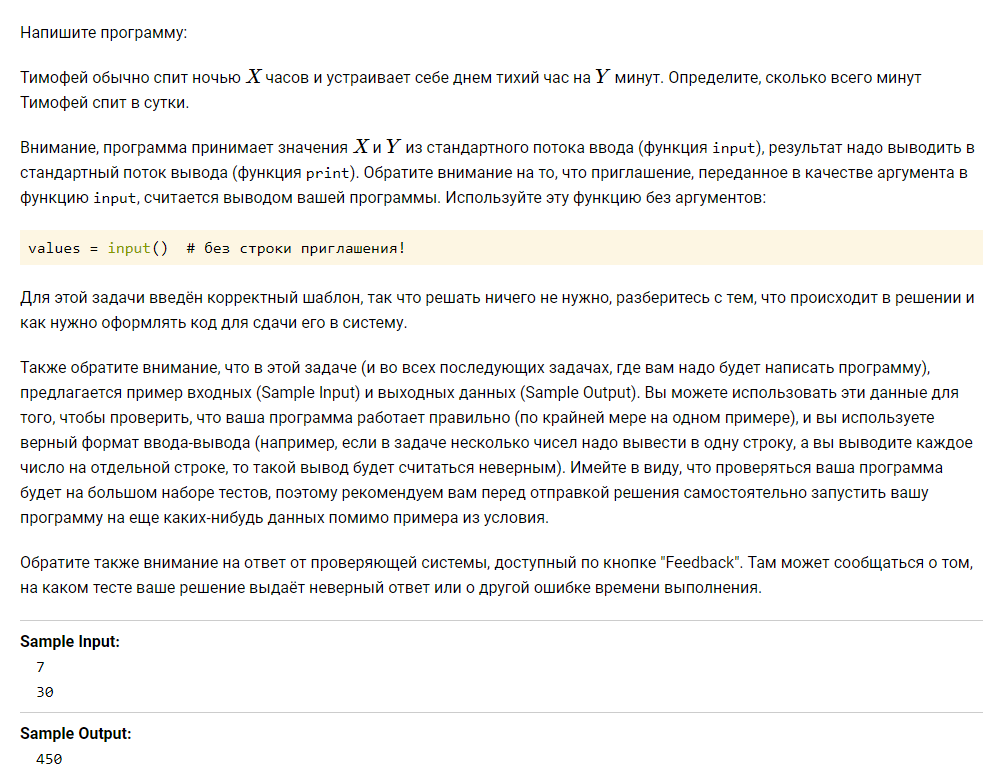 Напишите программу:
Тимофей обычно спит ночью X часов и устраивает себе днем тихий час на Y минут. Определите, сколько всего минут
Тимофей спит в сутки.
Внимание, программа принимает значения X и Y из стандартного потока ввода (функция input), результат надо выводить в
стандартный поток вывода (функция print). Обратите внимание на то, что приглашение, переданное в качестве аргумента в
функцию input, считается выводом вашей программы. Используйте эту функцию без аргументов:
values = input()  # без строки приглашения!
Для этой задачи введён корректный шаблон, так что решать ничего не нужно, разберитесь с тем, что происходит в решении и
как нужно оформлять код для сдачи его в систему.
Также обратите внимание, что в этой задаче (и во всех последующих задачах, где вам надо будет написать программу),
предлагается пример входных (Sample Input) и выходных данных (Sample Output). Вы можете использовать эти данные для
того, чтобы проверить, что ваша программа работает правильно (по крайней мере на одном примере), и вы используете
верный формат ввода-вывода (например, если в задаче несколько чисел надо вывести в одну строку, а вы выводите каждое
число на отдельной строке, то такой вывод будет считаться неверным). Имейте в виду, что проверяться ваша программа
будет на большом наборе тестов, поэтому рекомендуем вам перед отправкой решения самостоятельно запустить вашу
программу на еще каких-нибудь данных помимо примера из условия.
Обратите также внимание на ответ от проверяющей системы, доступный по кнопке "Feedback". Там может сообщаться о том,
на каком тесте ваше решение выдаёт неверный ответ или о другой ошибке времени выполнения.
Sample Input:
7
30
Sample Output:
450